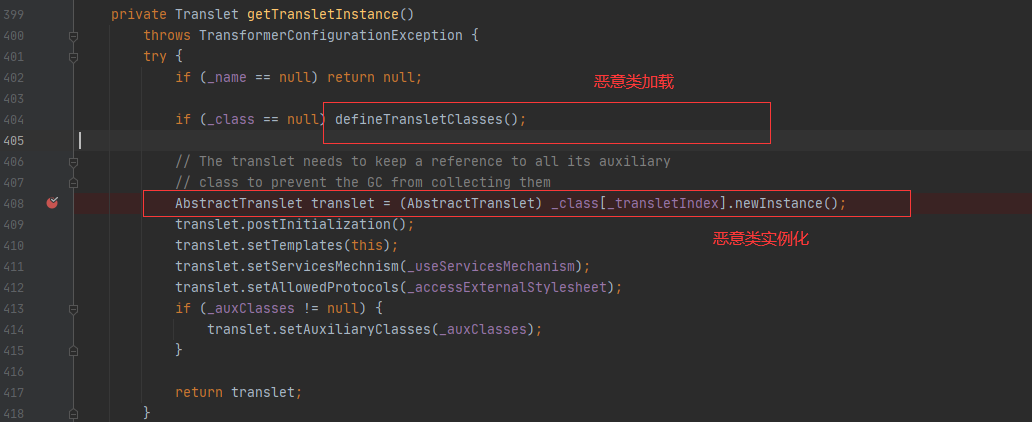 399 private Translet getTransletInstance()
400 throws TransformerConfigurationException {
401 try {
402 if (_name == null) return null;
403
恶意类加载
404 if (_class == null) defineTransletClasses();
405
406 // The translet needs to keep a reference to all its auxiliary
407 // class to prevent the GC from collecting them
408 AbstractTranslet translet = (AbstractTranslet) _class[_transletIndex].newInstance();
409 translet.postInitialization();
恶意类实例化
410 translet.setTemplates(this);
411 translet.setServicesMechnism(_useServicesMechanism);
412 translet.setAllowedProtocols(_accessExternalStylesheet);
413 if (_auxClasses != null) {
414 translet.setAuxiliaryClasses(_auxClasses);
415 }
416
417 return translet;
418 }